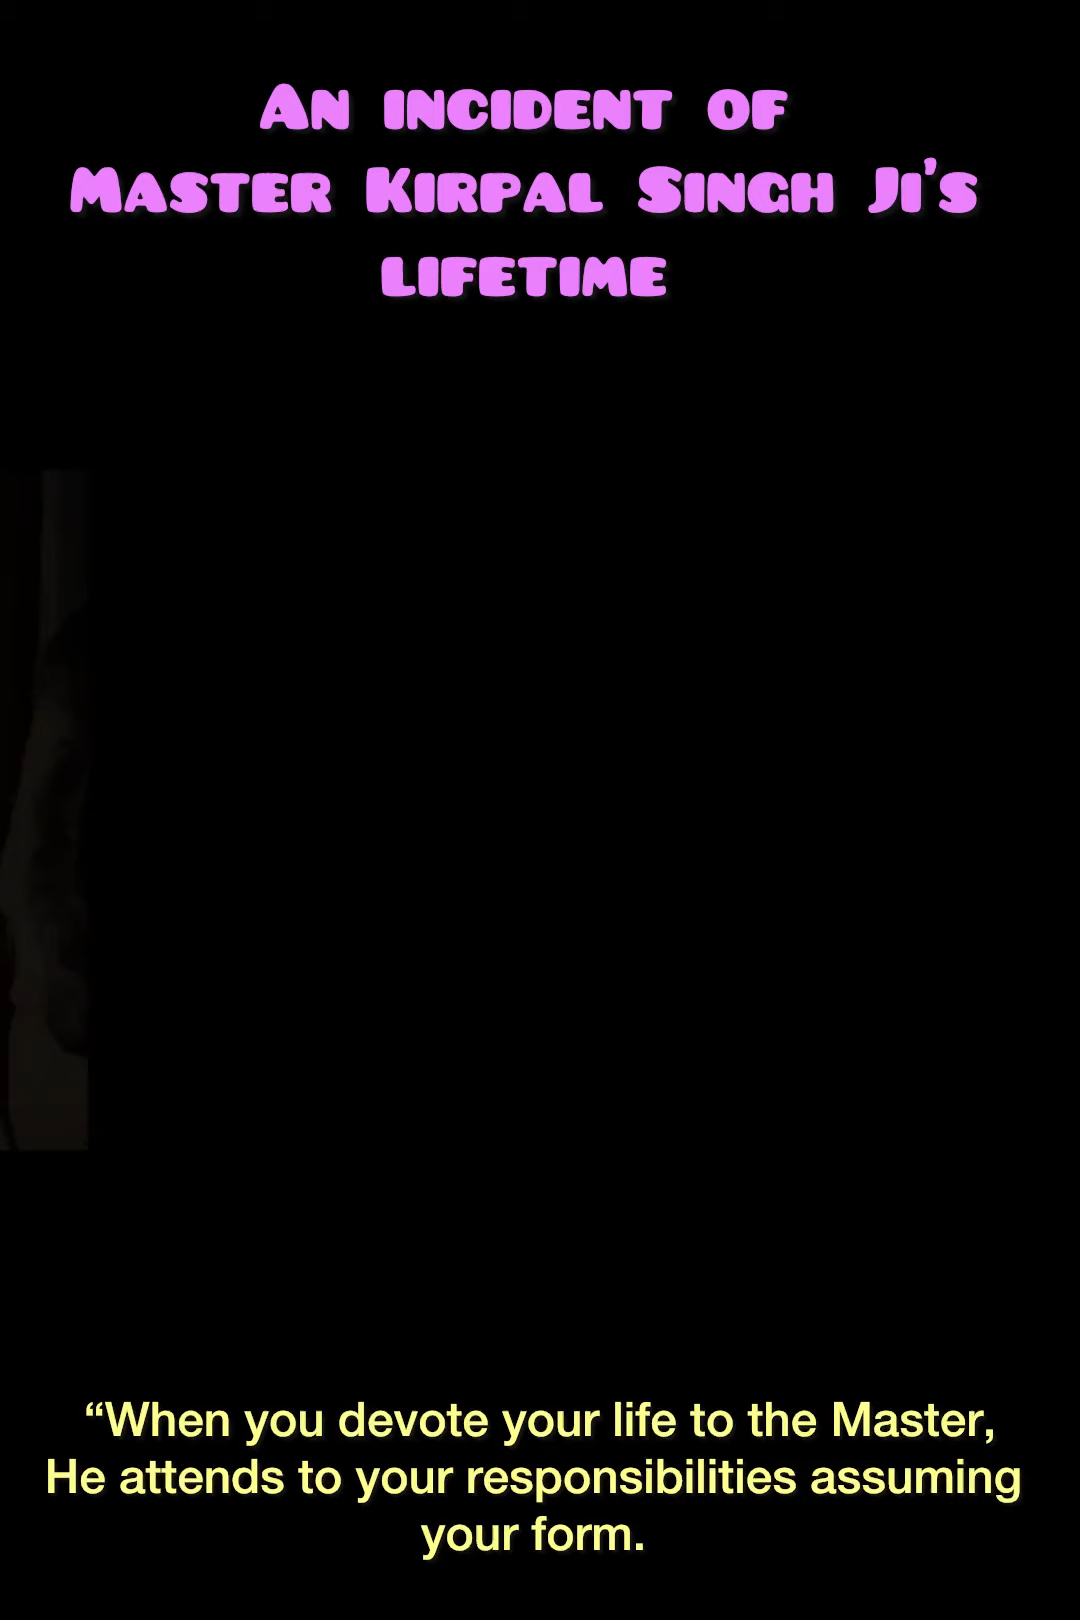 An incident of
Master Kirpal Singh Ji's
lifetime
“When you devote your life to the Master,
He attends to your responsibilities assuming
your form.